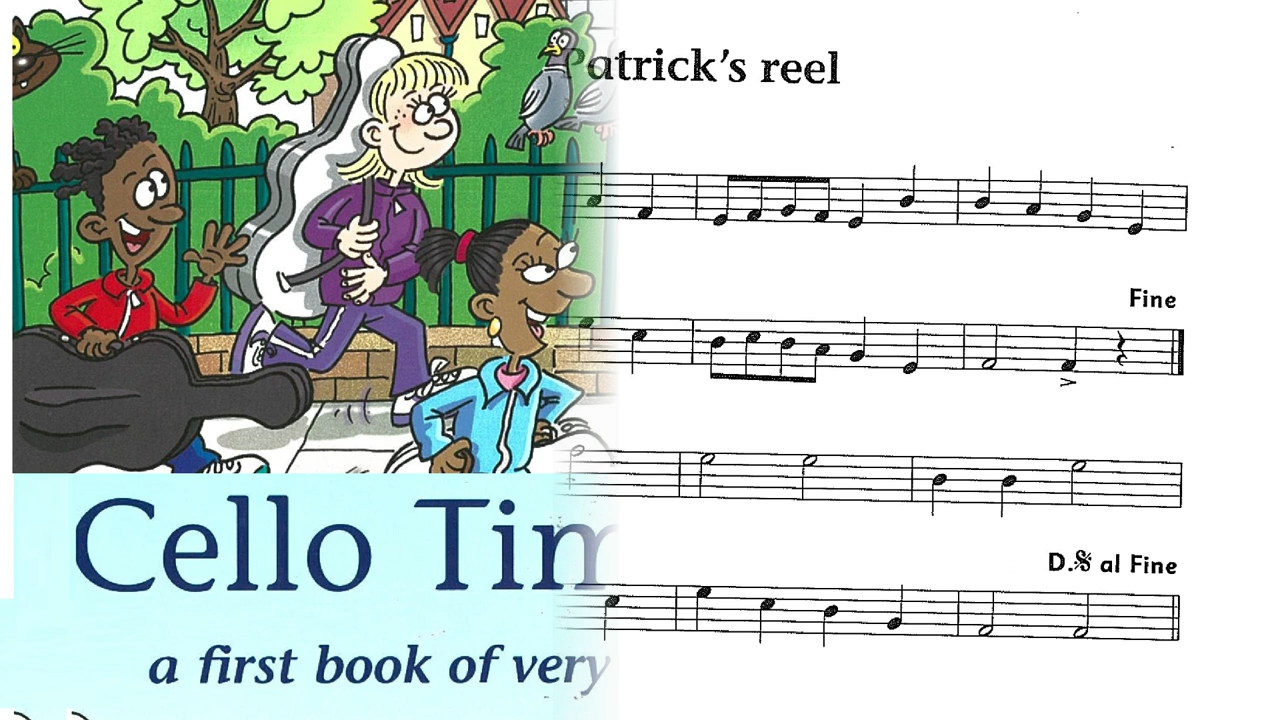 Patrick's reel
Fine
D.𝄋 al Fine
Cello Tim
a first book of very